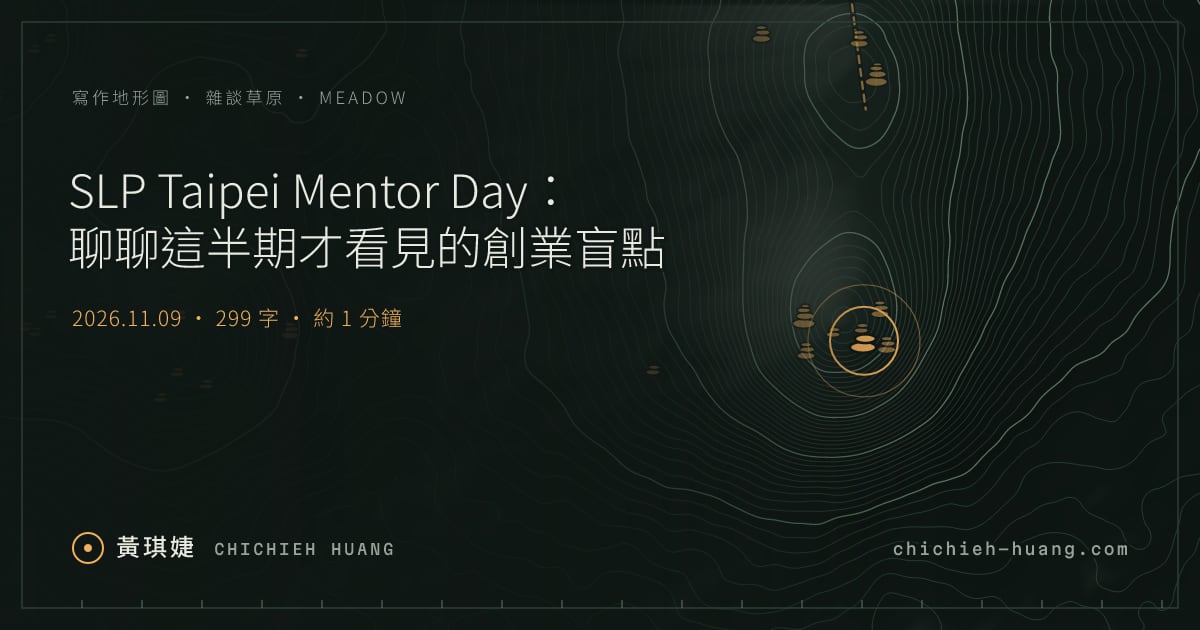 寫作地形圖 · 雜談草原 · MEADOW
SLP Taipei Mentor Day：
聊聊這半期才看見的創業盲點
2026.11.09 · 299 字 · 約 1 分鐘
黃琪婕 CHICHIEH HUANG
chichieh-huang.com